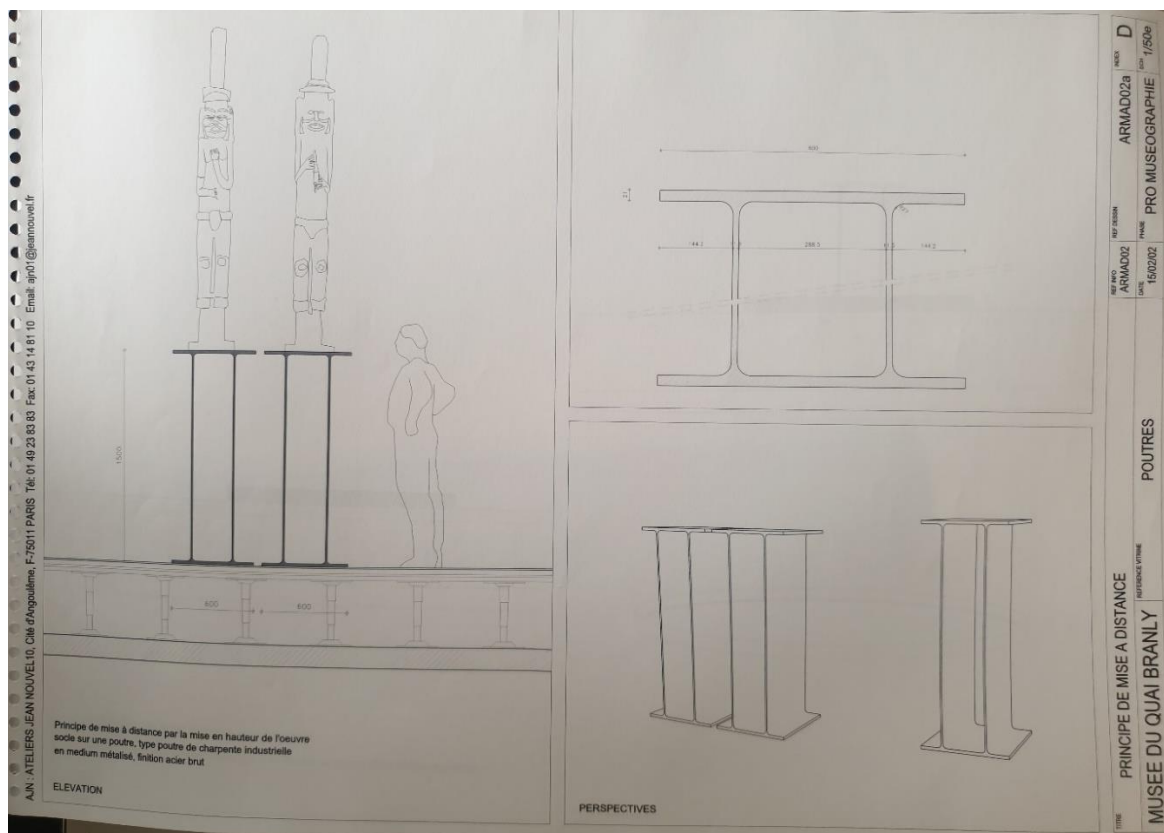 AJN : ATELIERS JEAN NOUVEL10, Cité d'Angoulême, F-75011 PARIS Tél: 01 49 23 83 83 Fax: 01 43 14 81 10 Email: ajn01@jeannouvel.fr
1500
600
600
Principe de mise à distance par la mise en hauteur de l'oeuvre
socle sur une poutre, type poutre de charpente industrielle
en medium métalisé, finition acier brut
ELEVATION
21
144.2
144.2
PERSPECTIVES
TITRE
PRINCIPE DE MISE A DISTANCE
MUSEE DU QUAI BRANLY
REFERENCE VITRINE
POUTRES
REF INFO
ARMAD02
DATE
15/02/02
REF DESSIN
ARMAD02a
PHASE
PRO MUSEOGRAPHIE
INDEX
D
ECH
1/50e